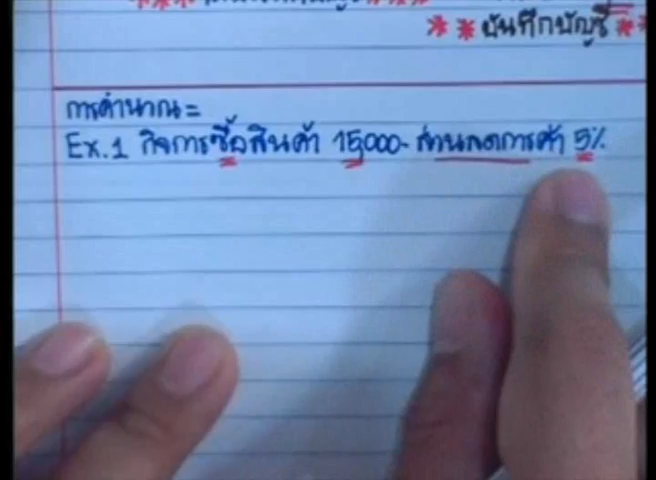 ** บันทึกบัญชี **
การคำนวณ =
Ex.1 กิจการซื้อสินค้า 15,000- ส่วนลดการค้า 5%